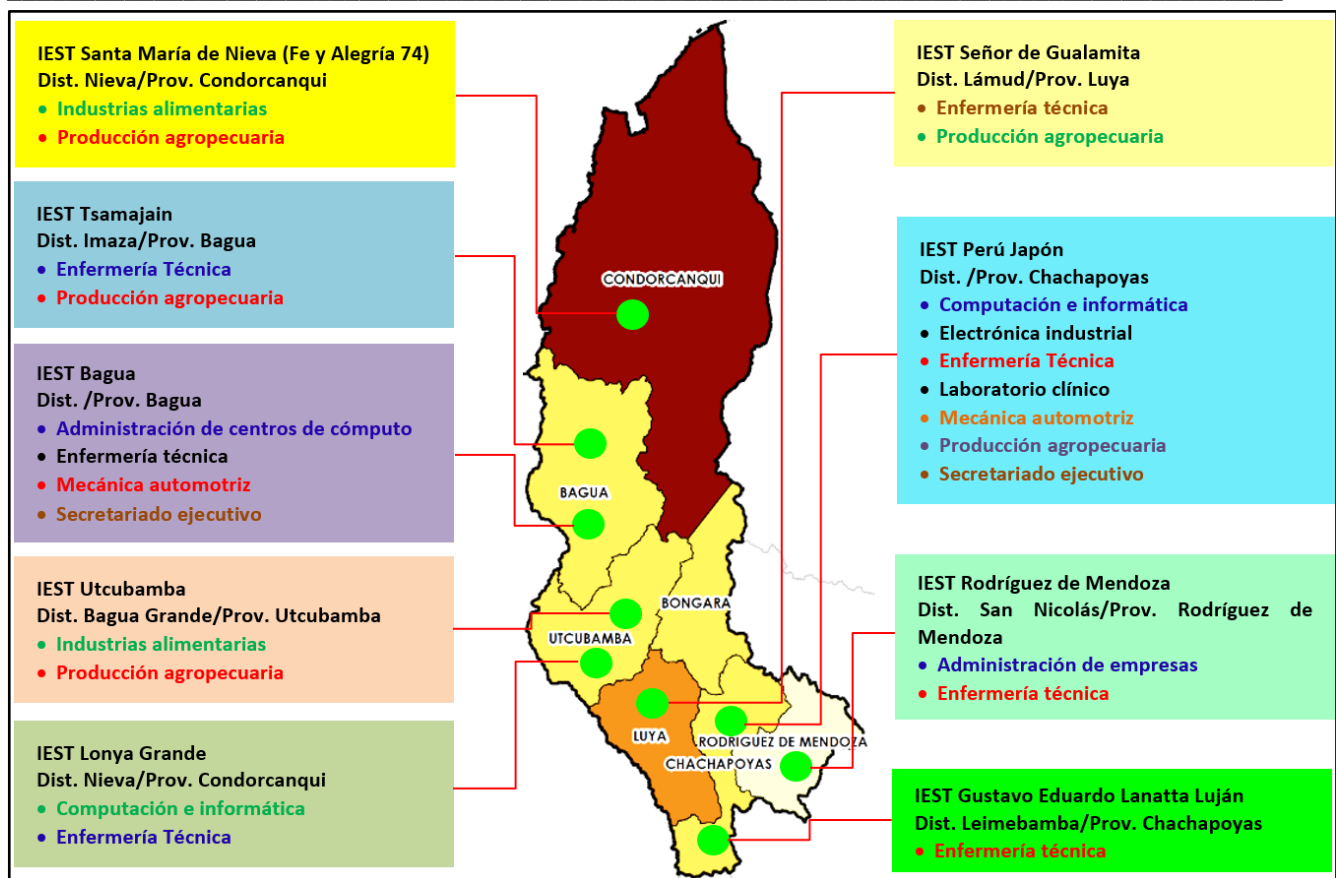 IEST Santa María de Nieva (Fe y Alegría 74)
Dist. Nieva/Prov. Condorcanqui
• Industrias alimentarias
• Producción agropecuaria
IEST Tsamajain
Dist. Imaza/Prov. Bagua
• Enfermería Técnica
• Producción agropecuaria
IEST Bagua
Dist. /Prov. Bagua
• Administración de centros de cómputo
• Enfermería técnica
• Mecánica automotriz
• Secretariado ejecutivo
IEST Utcubamba
Dist. Bagua Grande/Prov. Utcubamba
• Industrias alimentarias
• Producción agropecuaria
IEST Lonya Grande
Dist. Nieva/Prov. Condorcanqui
• Computación e informática
• Enfermería Técnica
CONDORCANQUI
BAGUA
BONGARA
UTCUBAMBA
LUYA
RODRIGUEZ DE MENDOZA
CHACHAPOYAS
IEST Señor de Gualamita
Dist. Lámud/Prov. Luya
• Enfermería técnica
• Producción agropecuaria
IEST Perú Japón
Dist. /Prov. Chachapoyas
• Computación e informática
• Electrónica industrial
• Enfermería Técnica
• Laboratorio clínico
• Mecánica automotriz
• Producción agropecuaria
• Secretariado ejecutivo
IEST Rodríguez de Mendoza
Dist. San Nicolás/Prov. Rodríguez de
Mendoza
• Administración de empresas
• Enfermería técnica
IEST Gustavo Eduardo Lanatta Luján
Dist. Leimebamba/Prov. Chachapoyas
• Enfermería técnica